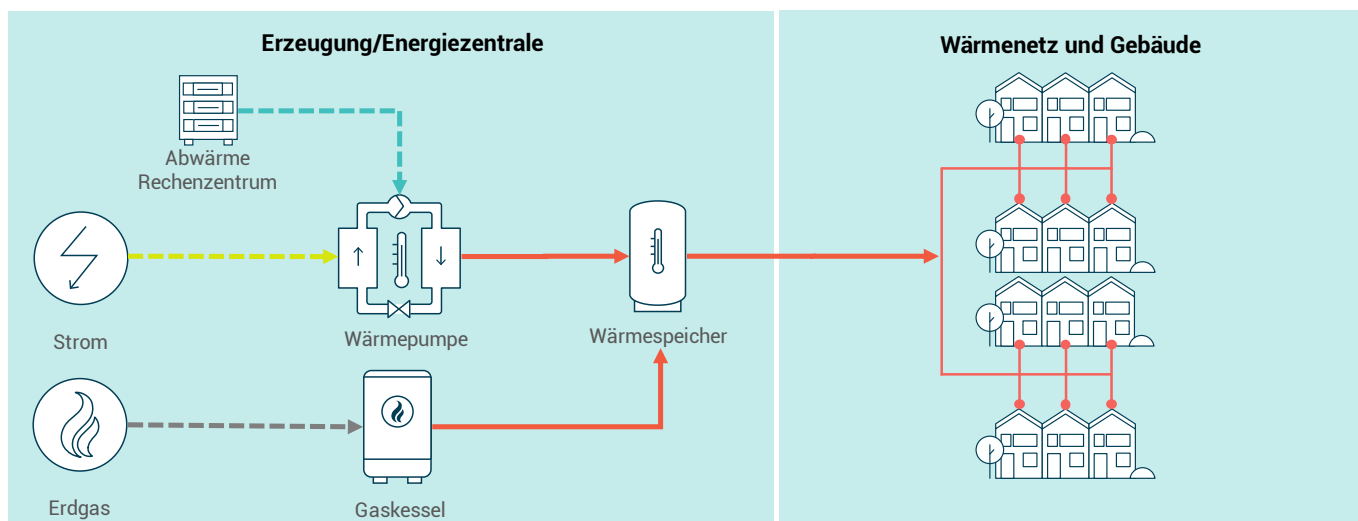 Erzeugung/Energiezentrale
Wärmenetz und Gebäude
Abwärme
Rechenzentrum
Strom
Wärmepumpe
Wärmespeicher
Erdgas
Gaskessel